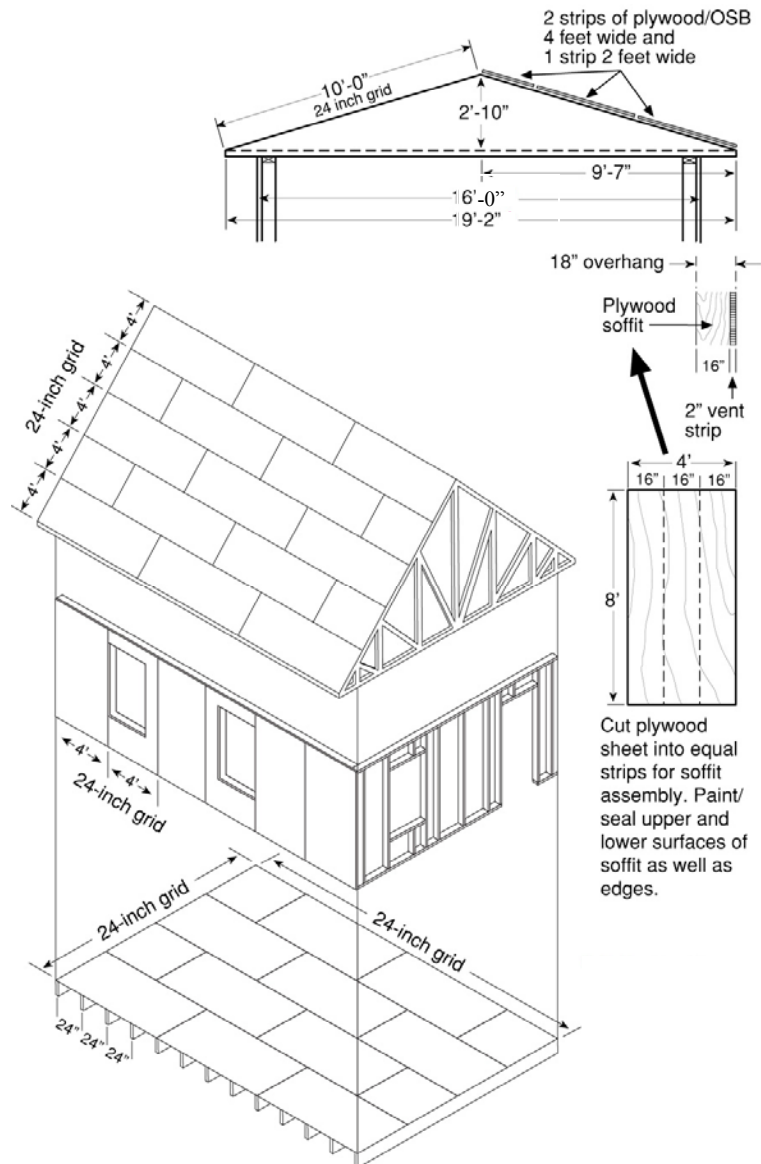 2 strips of plywood/OSB
4 feet wide and
1 strip 2 feet wide
10’-0”
24 inch grid
2’-10”
9’-7”
16’-0”
19’-2”
18” overhang
Plywood
soffit
16”
2” vent
strip
4’
16” 16” 16”
8’
Cut plywood
sheet into equal
strips for soffit
assembly. Paint/
seal upper and
lower surfaces of
soffit as well as
edges.
24-inch grid
4’
4’
4’
4’
4’
4’
4’
24-inch grid
24-inch grid
24-inch grid
24”
24”
24”